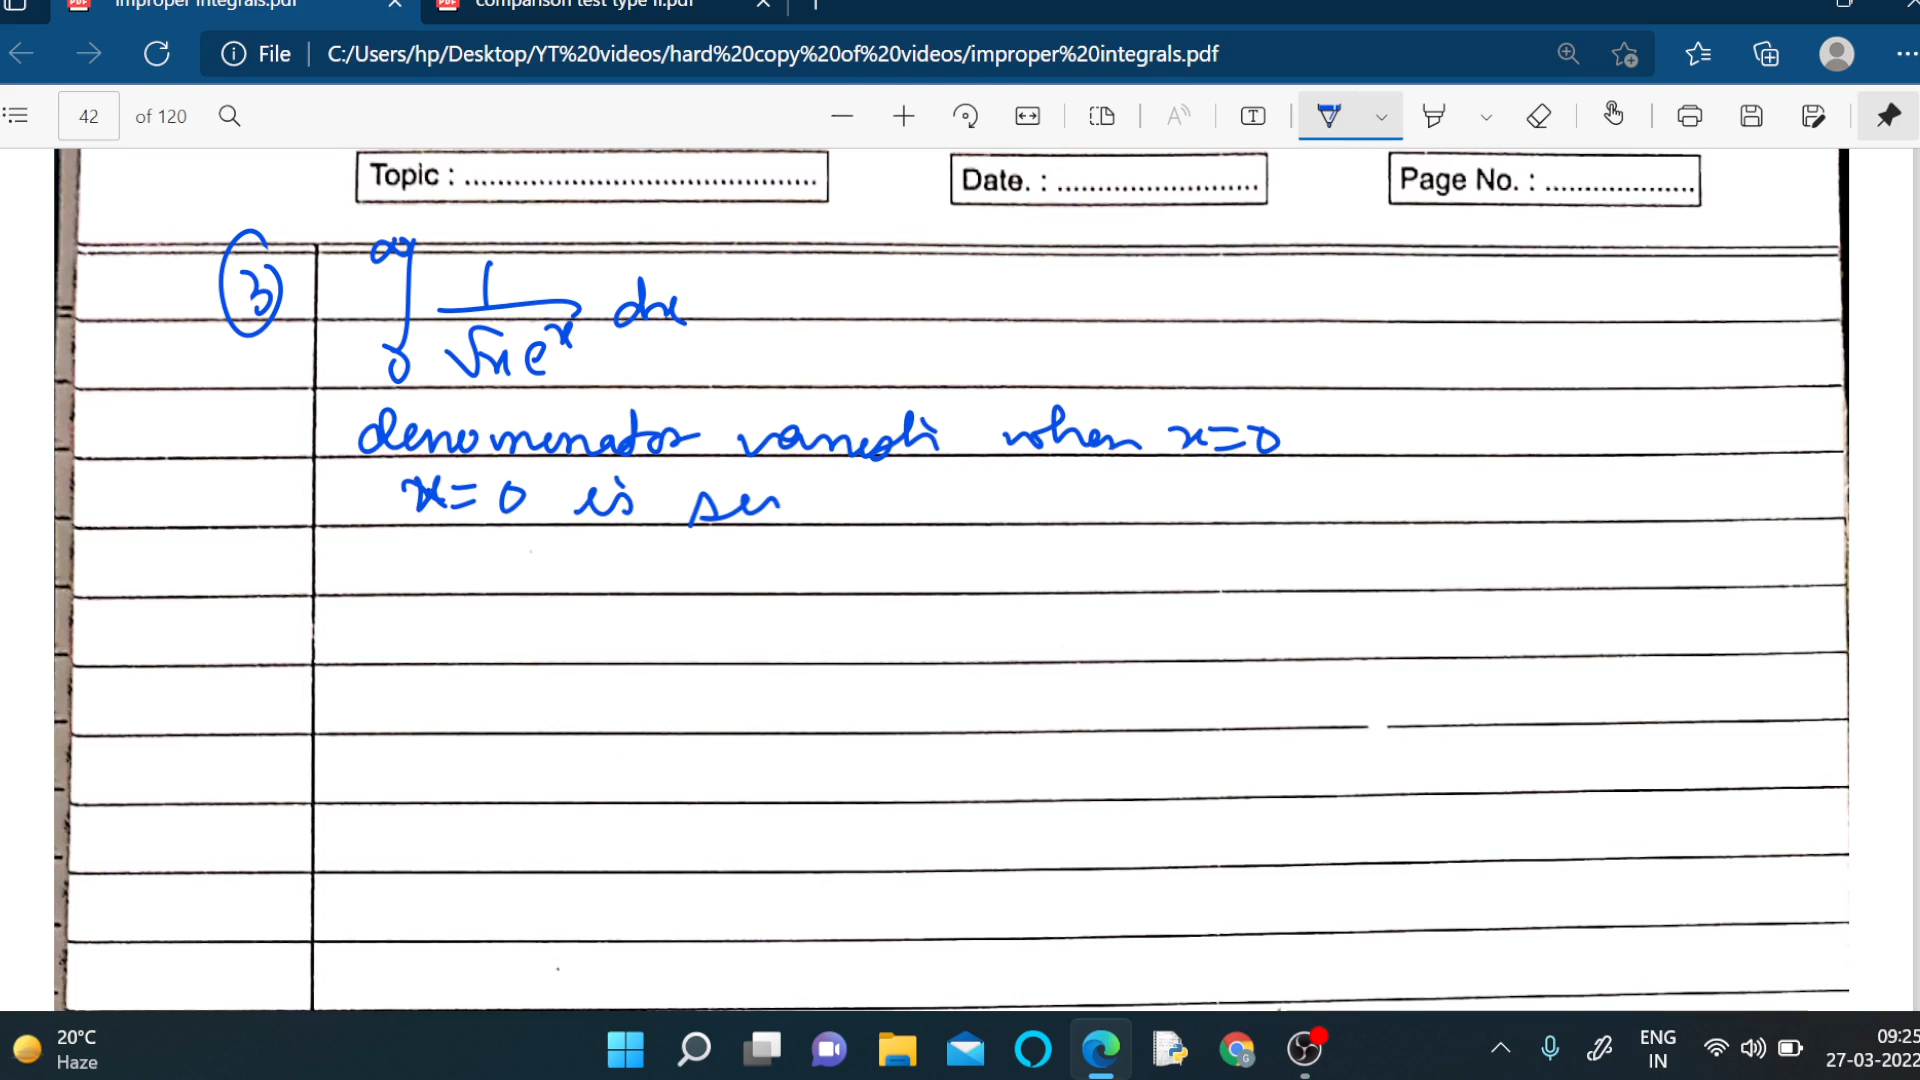 improper integrals.pdf
comparison test type II.pdf
File C:/Users/hp/Desktop/YT%20videos/hard%20copy%20of%20videos/improper%20integrals.pdf
42 of 120
Topic : ........................................ Date. : ......................... Page No. : ...................
③ ∫₀^∞ 1/(√x e^x) dx
denominator vanish when x=0
x=0 is
20°C
Haze
ENG
IN
09:25
27-03-2022